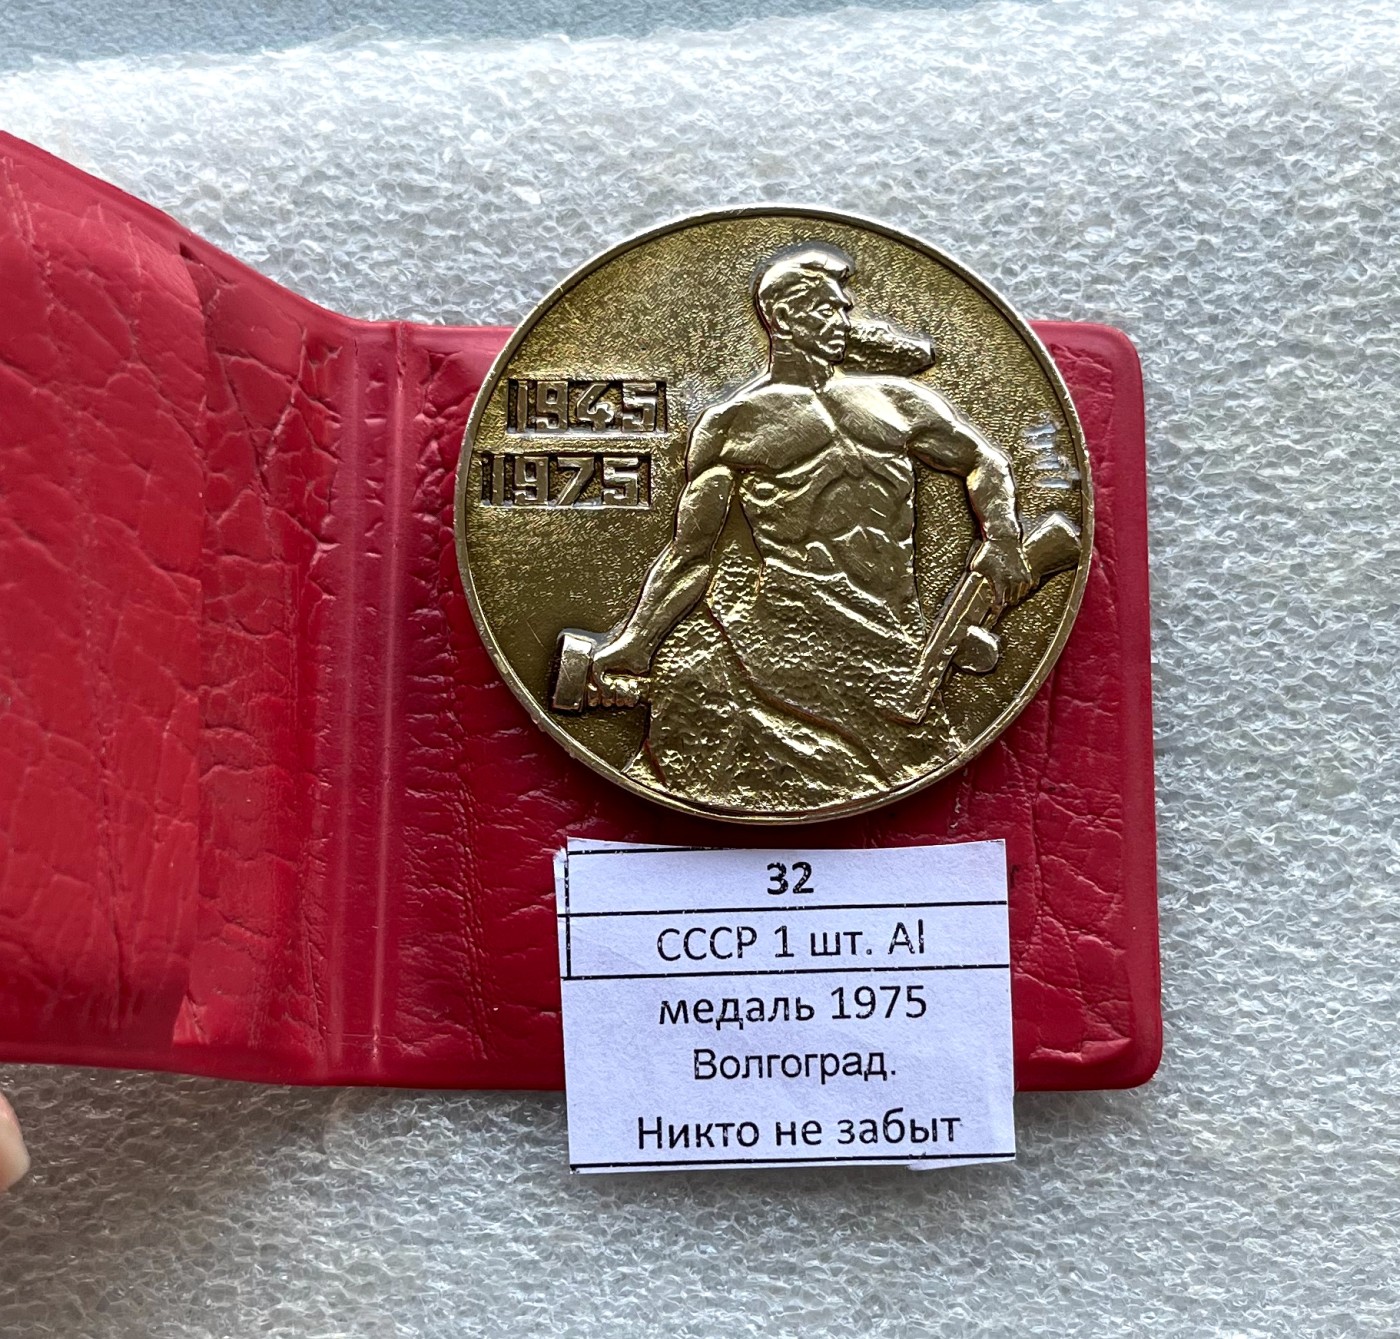 1945
1975
32
СССР 1 шт. Al
медаль 1975
Волгоград.
Никто не забыт